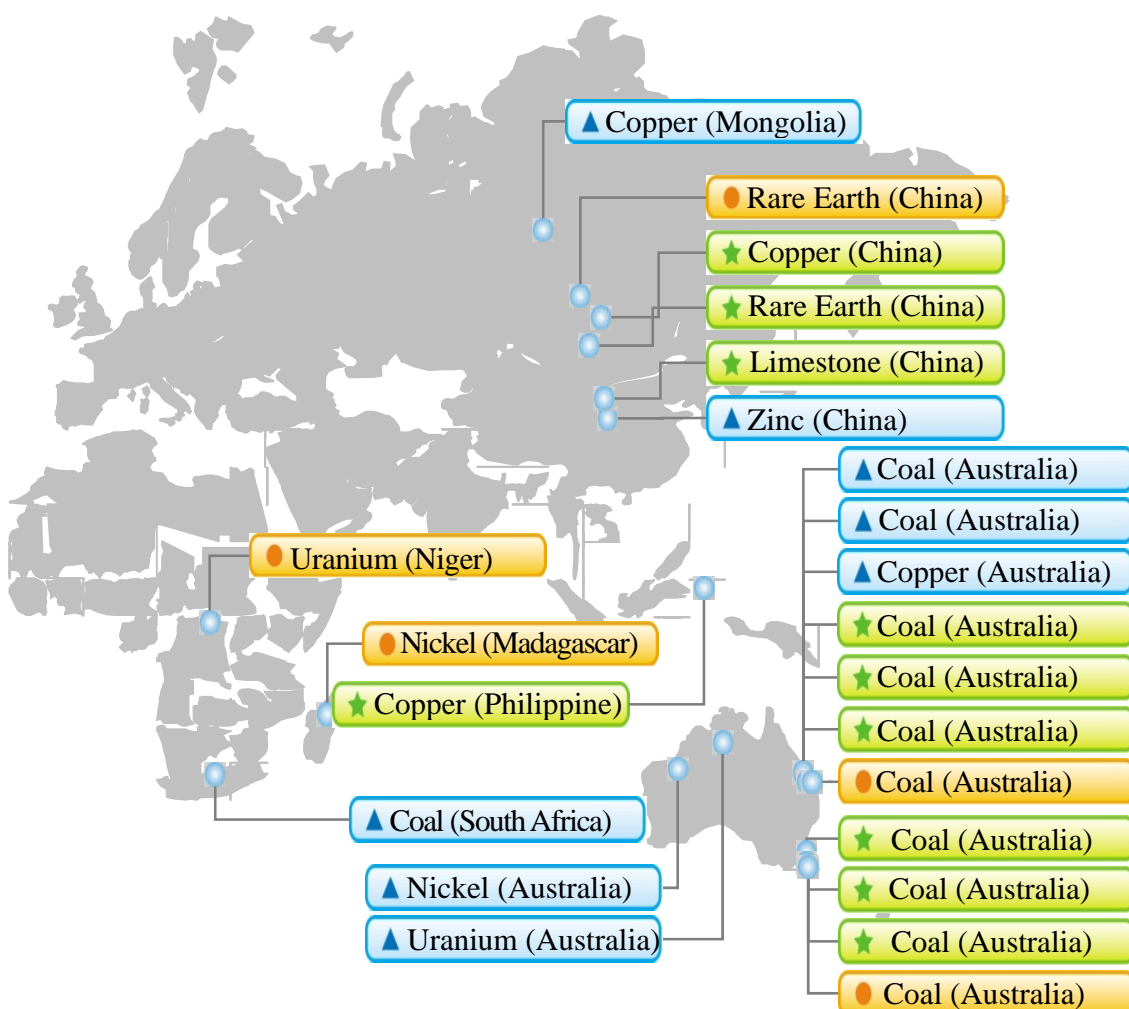 Copper (Mongolia)
Rare Earth (China)
Copper (China)
Rare Earth (China)
Limestone (China)
Zinc (China)
Coal (Australia)
Coal (Australia)
Copper (Australia)
Coal (Australia)
Coal (Australia)
Coal (Australia)
Coal (Australia)
Coal (Australia)
Coal (Australia)
Coal (Australia)
Coal (Australia)
Uranium (Niger)
Nickel (Madagascar)
Copper (Philippine)
Coal (South Africa)
Nickel (Australia)
Uranium (Australia)